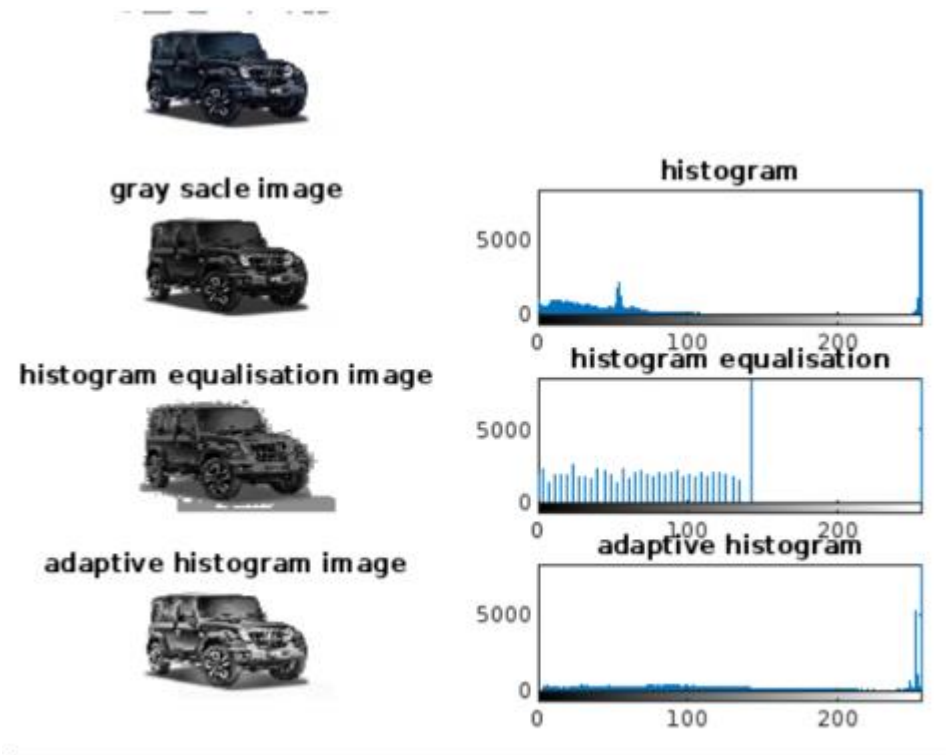 gray sacle image
histogram
5000
0
0 100 200
histogram equalisation image
histogram equalisation
5000
0
0 100 200
adaptive histogram image
adaptive histogram
5000
0
0 100 200